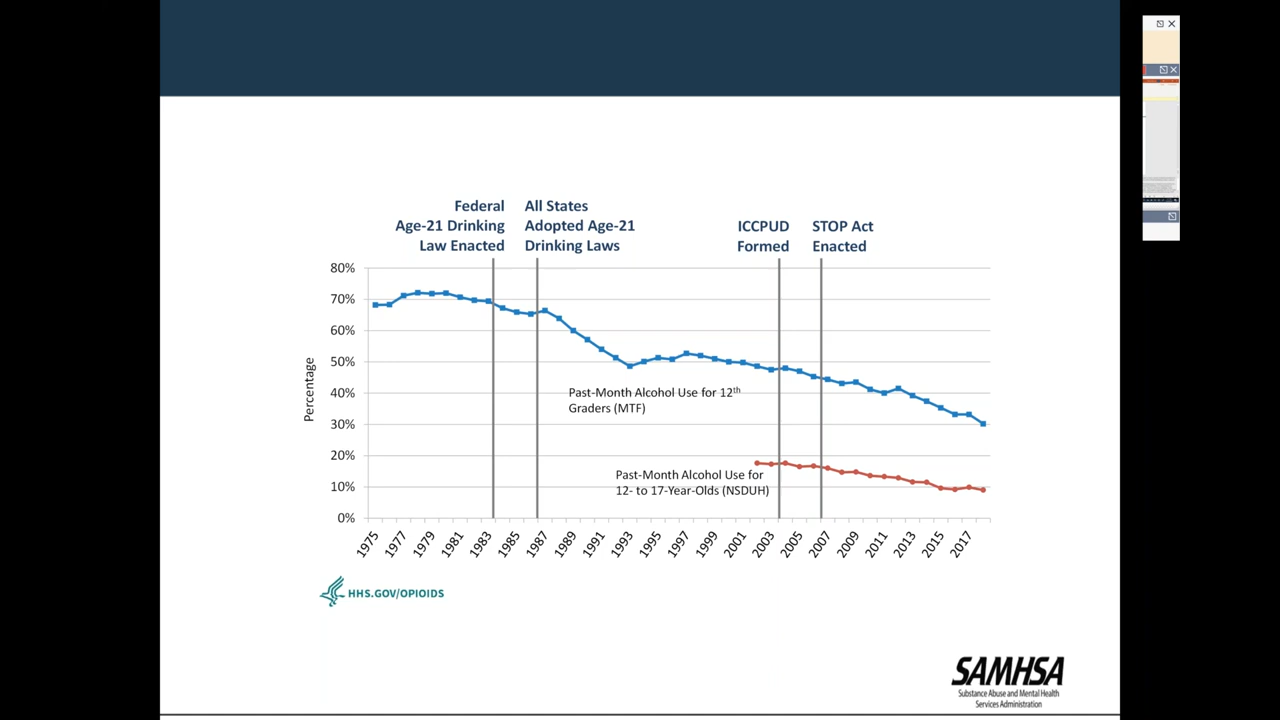 Federal
Age-21 Drinking
Law Enacted
All States
Adopted Age-21
Drinking Laws
ICCPUD
Formed
STOP Act
Enacted
80%
70%
60%
50%
40%
30%
20%
10%
0%
Percentage
Past-Month Alcohol Use for 12th
Graders (MTF)
Past-Month Alcohol Use for
12- to 17-Year-Olds (NSDUH)
1975
1977
1979
1981
1983
1985
1987
1989
1991
1993
1995
1997
1999
2001
2003
2005
2007
2009
2011
2013
2015
2017
HHS.GOV/OPIOIDS
SAMHSA
Substance Abuse and Mental Health
Services Administration